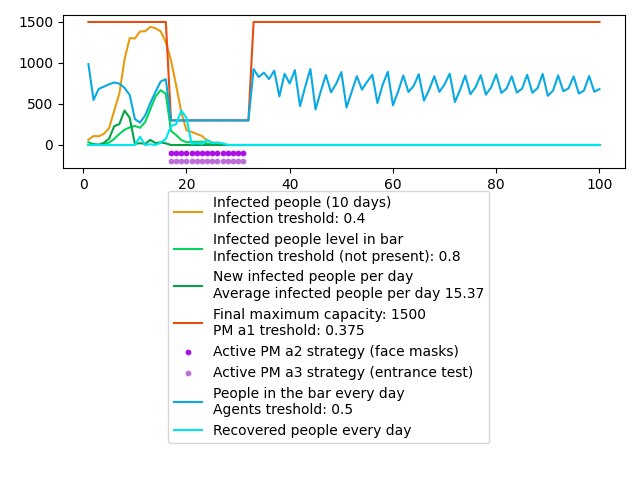 1500
1000
500
0
0 20 40 60 80 100
Infected people (10 days)
Infection treshold: 0.4
Infected people level in bar
Infection treshold (not present): 0.8
New infected people per day
Average infected people per day 15.37
Final maximum capacity: 1500
PM a1 treshold: 0.375
Active PM a2 strategy (face masks)
Active PM a3 strategy (entrance test)
People in the bar every day
Agents treshold: 0.5
Recovered people every day